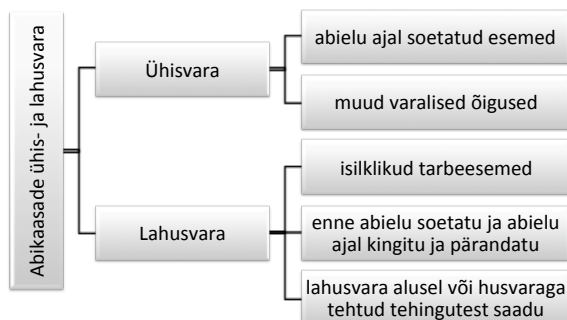 Abikaasade ühis- ja lahusvara
Ühisvara
abielu ajal soetatud esemed
muud varalised õigused
Lahusvara
isilklikud tarbeesemed
enne abielu soetatu ja abielu
ajal kingitu ja pärandatu
lahusvara alusel või husvaraga
tehtud tehingutest saadu